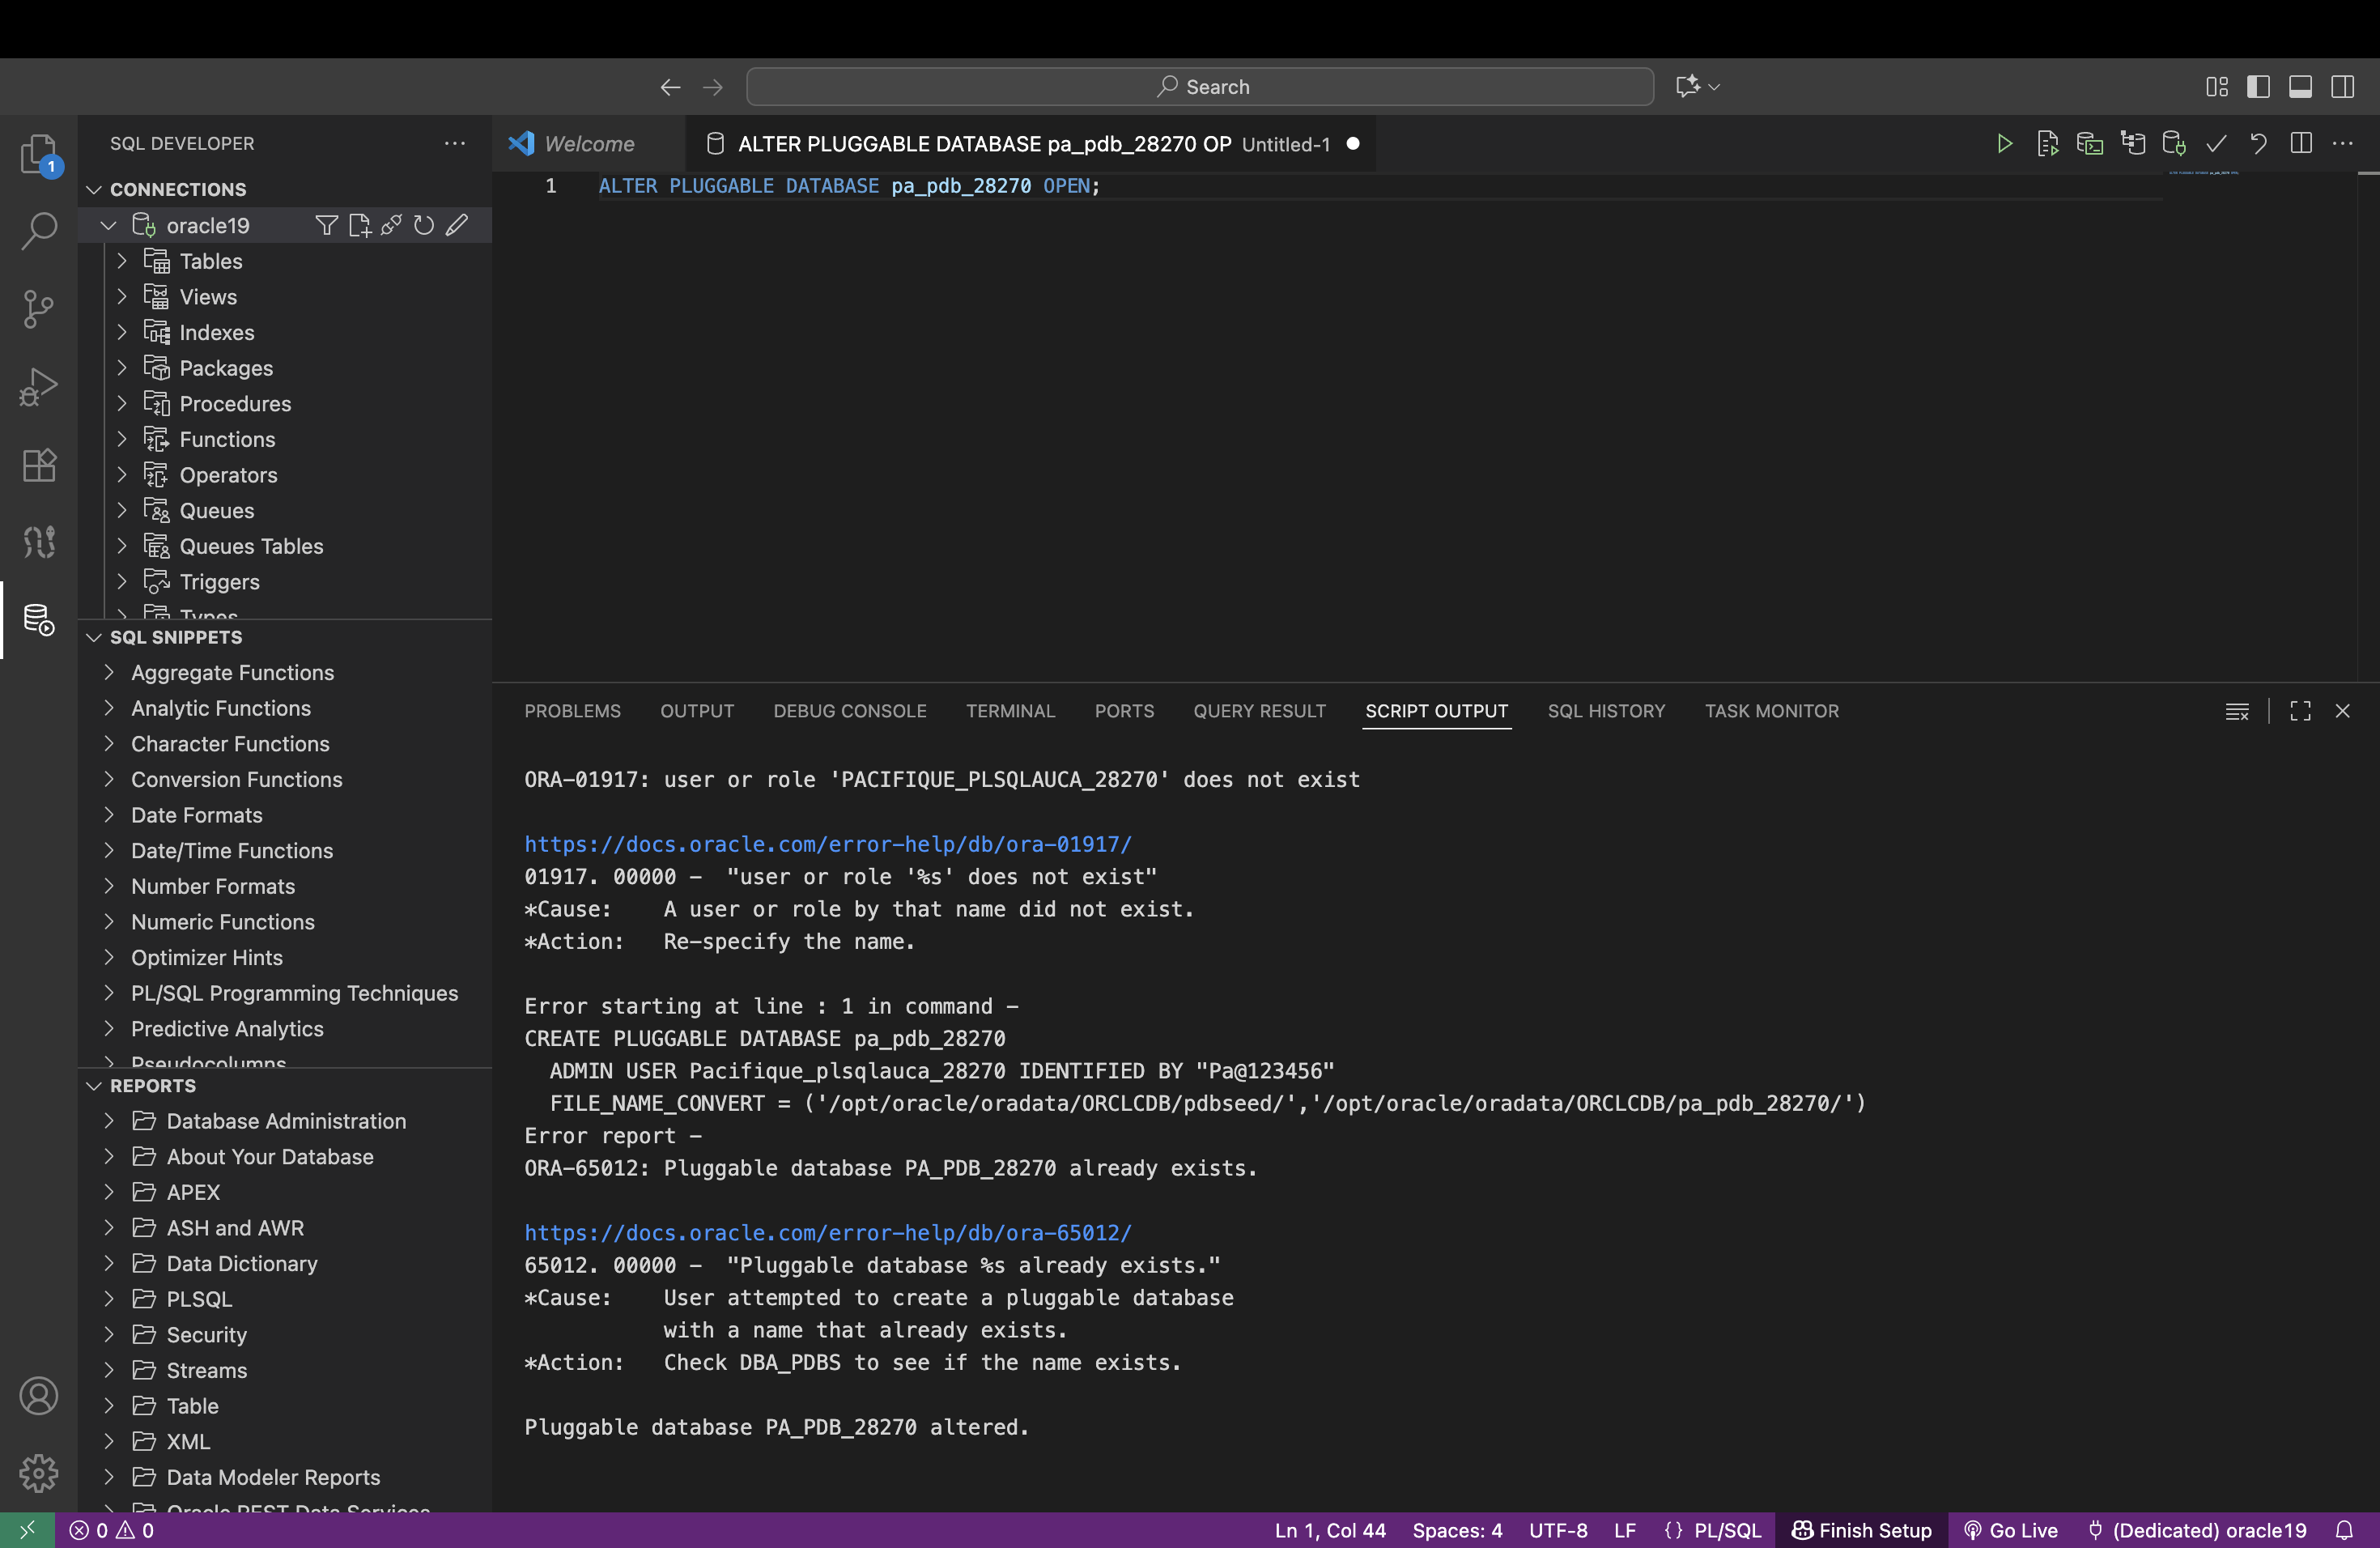 Search
SQL DEVELOPER
Welcome
ALTER PLUGGABLE DATABASE pa_pdb_28270 OP Untitled-1
1
CONNECTIONS
oracle19
Tables
Views
Indexes
Packages
Procedures
Functions
Operators
Queues
Queues Tables
Triggers
Types
SQL SNIPPETS
Aggregate Functions
Analytic Functions
Character Functions
Conversion Functions
Date Formats
Date/Time Functions
Number Formats
Numeric Functions
Optimizer Hints
PL/SQL Programming Techniques
Predictive Analytics
Pseudocolumns
REPORTS
Database Administration
About Your Database
APEX
ASH and AWR
Data Dictionary
PLSQL
Security
Streams
Table
XML
Data Modeler Reports
Oracle REST Data Services
1 ALTER PLUGGABLE DATABASE pa_pdb_28270 OPEN;
PROBLEMS OUTPUT DEBUG CONSOLE TERMINAL PORTS QUERY RESULT SCRIPT OUTPUT SQL HISTORY TASK MONITOR
ORA-01917: user or role 'PACIFIQUE_PLSQLAUCA_28270' does not exist
https://docs.oracle.com/error-help/db/ora-01917/
01917. 00000 - "user or role '%s' does not exist"
*Cause: A user or role by that name did not exist.
*Action: Re-specify the name.
Error starting at line : 1 in command -
CREATE PLUGGABLE DATABASE pa_pdb_28270
ADMIN USER Pacifique_plsqlauca_28270 IDENTIFIED BY "Pa@123456"
FILE_NAME_CONVERT = ('/opt/oracle/oradata/ORCLCDB/pdbseed/','/opt/oracle/oradata/ORCLCDB/pa_pdb_28270/')
Error report -
ORA-65012: Pluggable database PA_PDB_28270 already exists.
https://docs.oracle.com/error-help/db/ora-65012/
65012. 00000 - "Pluggable database %s already exists."
*Cause: User attempted to create a pluggable database
with a name that already exists.
*Action: Check DBA_PDBS to see if the name exists.
Pluggable database PA_PDB_28270 altered.
0 0 Ln 1, Col 44 Spaces: 4 UTF-8 LF {} PL/SQL Finish Setup Go Live (Dedicated) oracle19